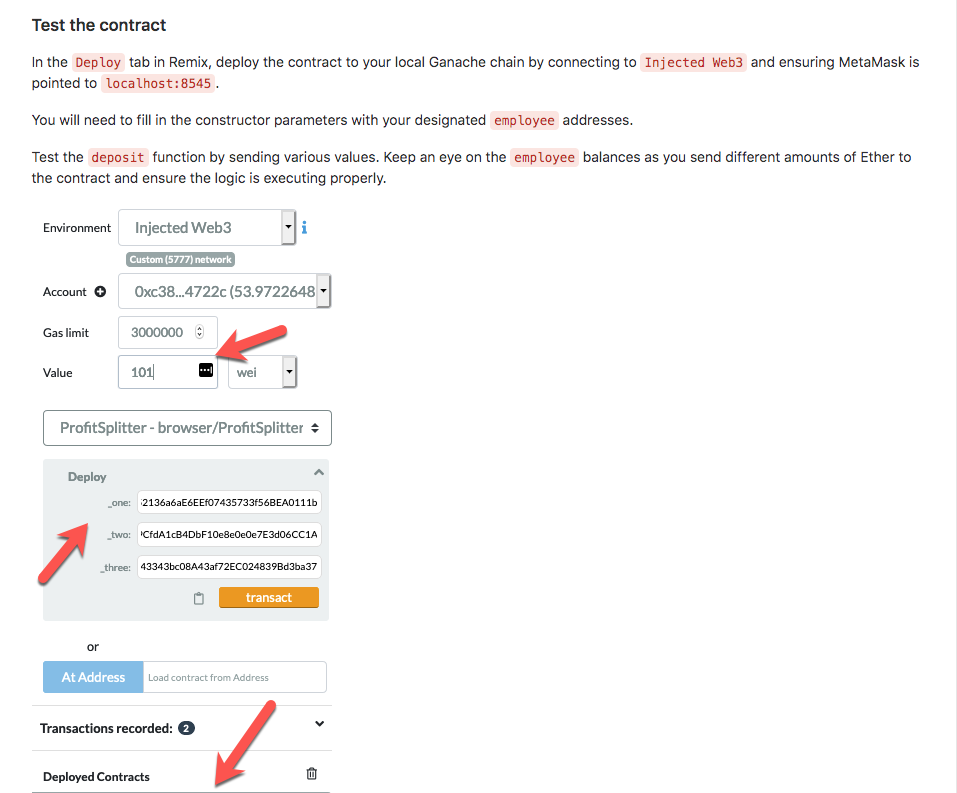 Test the contract
In the Deploy tab in Remix, deploy the contract to your local Ganache chain by connecting to Injected Web3 and ensuring MetaMask is
pointed to localhost:8545.
You will need to fill in the constructor parameters with your designated employee addresses.
Test the deposit function by sending various values. Keep an eye on the employee balances as you send different amounts of Ether to
the contract and ensure the logic is executing properly.
Environment Injected Web3
Custom (5777) network
Account 0xc38...4722c (53.9722648
Gas limit 3000000
Value 101 wei
ProfitSplitter - browser/ProfitSplitter
Deploy
_one: 2136a6aE6EEf07435733f56BEA0111b
_two: CfdA1cB4DbF10e8e0e0e7E3d06CC1A
_three: 43343bc08A43af72EC024839Bd3ba37
transact
or
At Address Load contract from Address
Transactions recorded: 2
Deployed Contracts